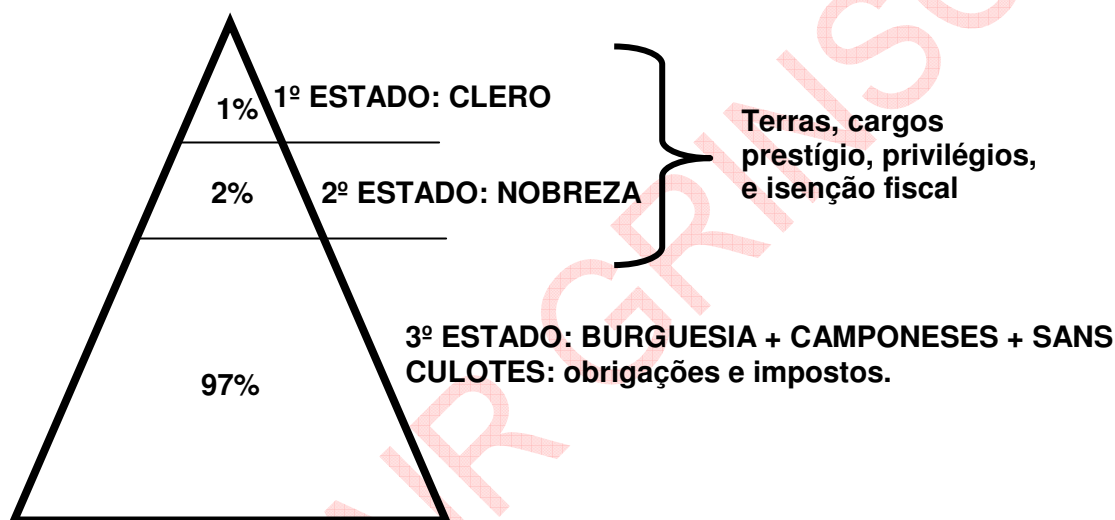 1%
1º ESTADO: CLERO
2%
2º ESTADO: NOBREZA
Terras, cargos
prestígio, privilégios,
e isenção fiscal
97%
3º ESTADO: BURGUESIA + CAMPONESES + SANS
CULOTES: obrigações e impostos.